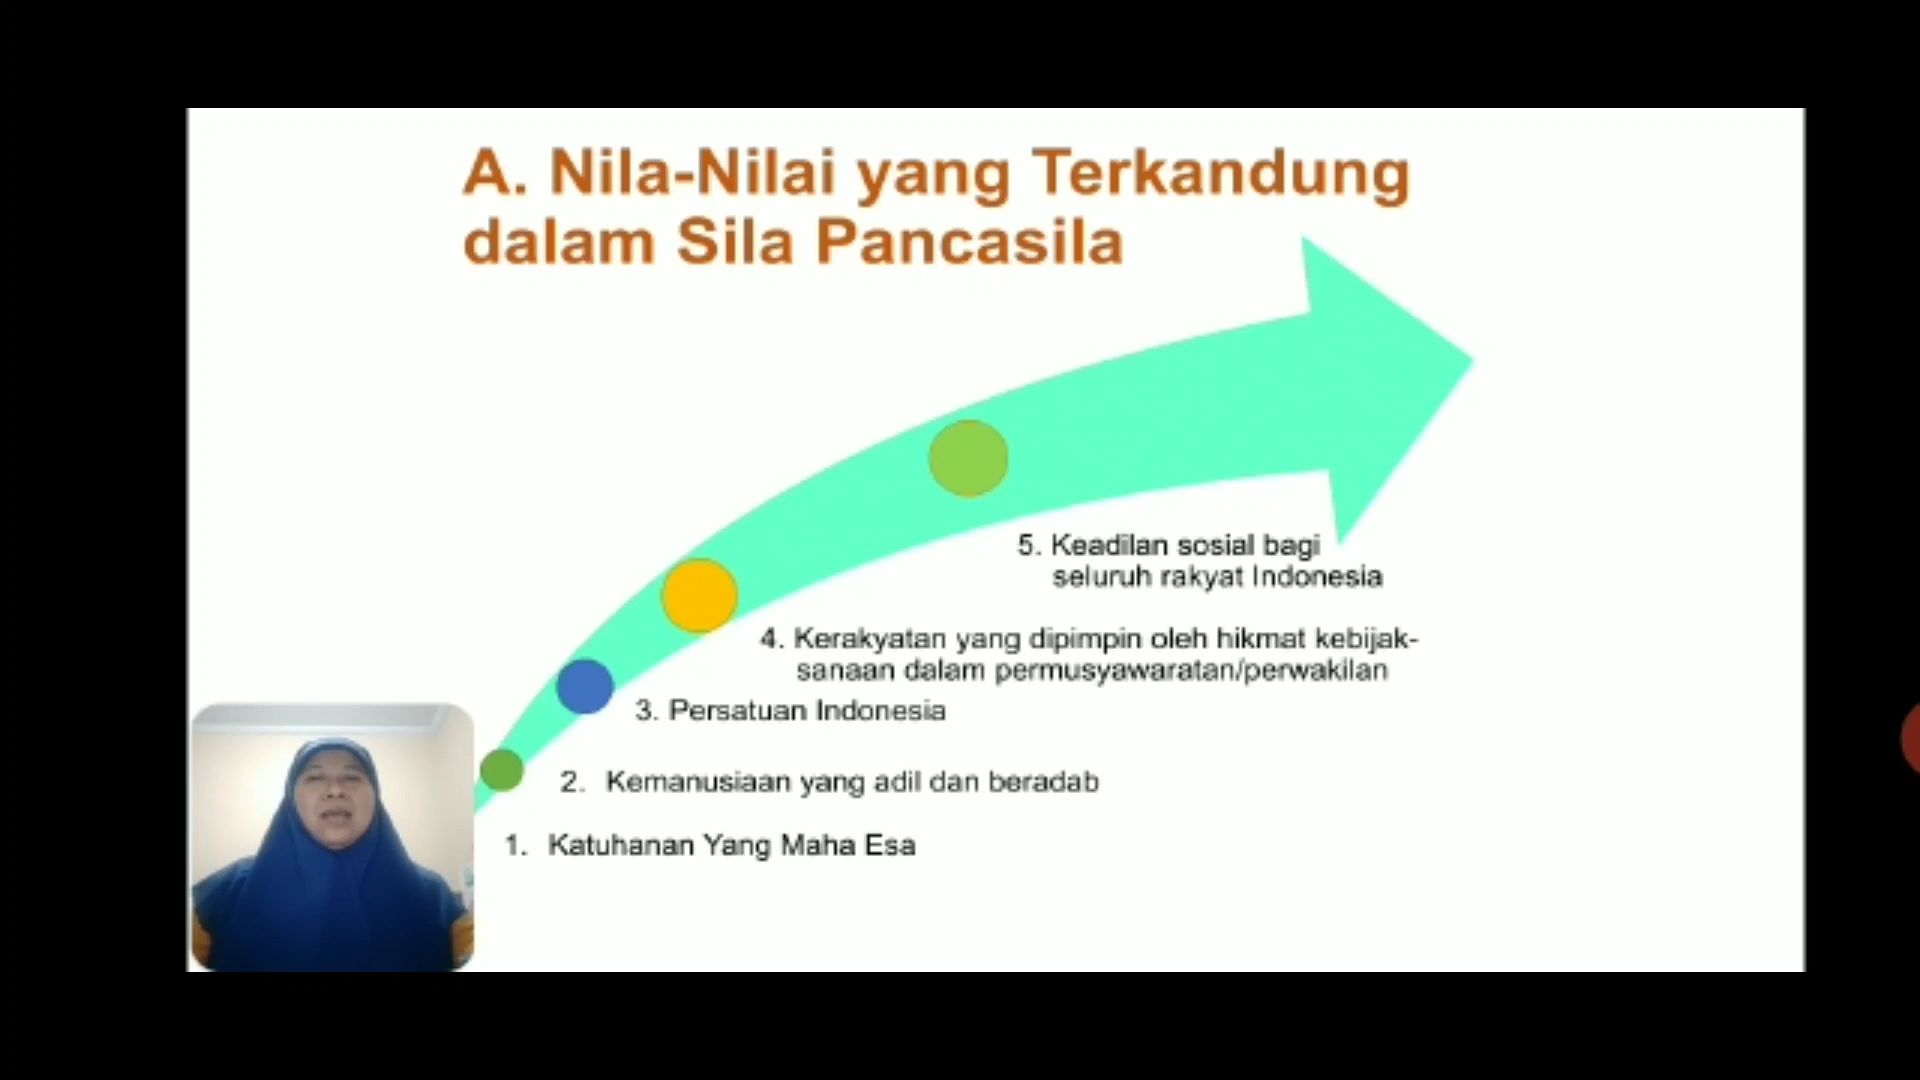 A. Nila-Nilai yang Terkandung
dalam Sila Pancasila
5. Keadilan sosial bagi
seluruh rakyat Indonesia
4. Kerakyatan yang dipimpin oleh hikmat kebijak-
sanaan dalam permusyawaratan/perwakilan
3. Persatuan Indonesia
2. Kemanusiaan yang adil dan beradab
1. Katuhanan Yang Maha Esa